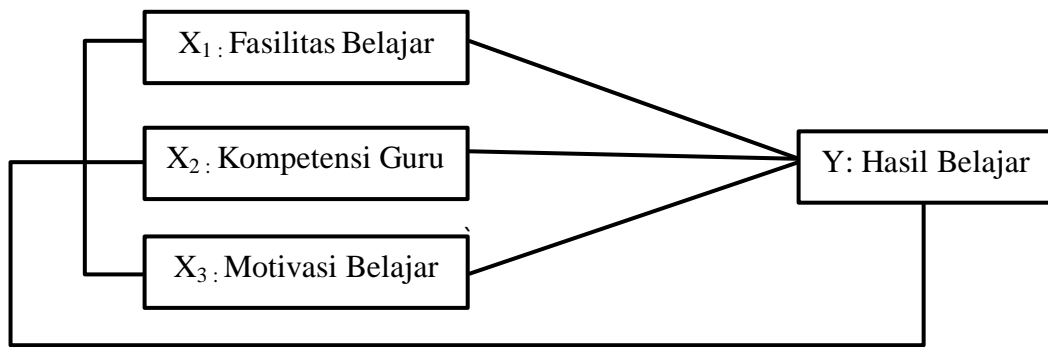 X₁ : Fasilitas Belajar
X₂ : Kompetensi Guru
Y: Hasil Belajar
`
X₃ : Motivasi Belajar